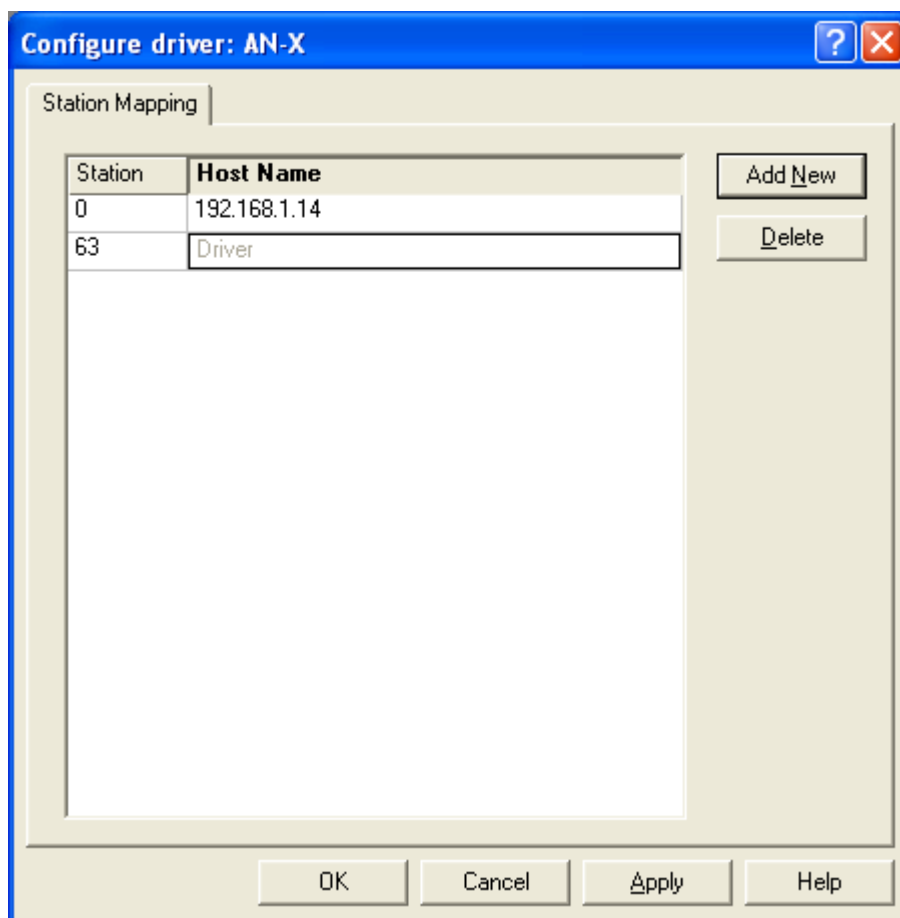 Configure driver: AN-X
?
Station Mapping
Station Host Name
0 192.168.1.14
63 Driver
Add New
Delete
OK Cancel Apply Help